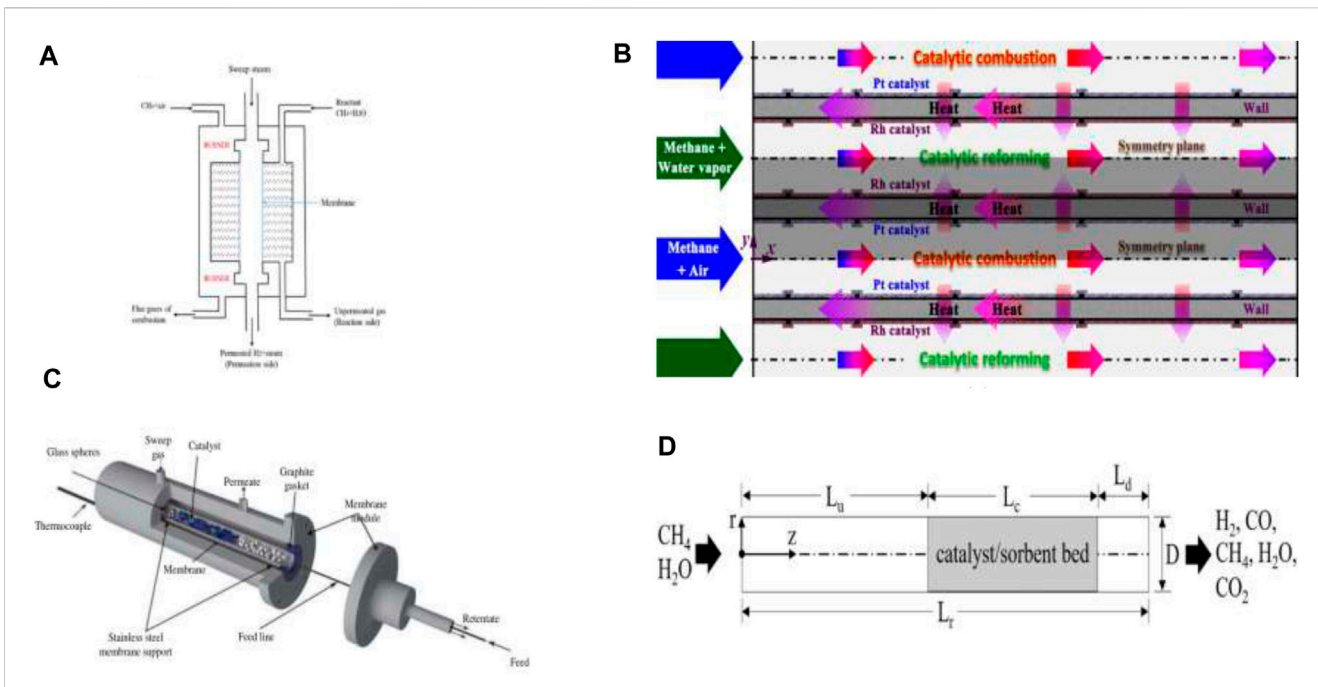 A
Sweep steam
CH4+air
Reactant
CH4+H2O
BURNER
Membrane
BURNER
Flue gases of
combustion
Unpermeated gas
(Reaction side)
Permeated H2+steam
(Permeation side)
B
Catalytic combustion
Pt catalyst
Heat
Heat
Wall
Rh catalyst
Methane +
Water vapor
Catalytic reforming
Symmetry plane
Rh catalyst
Heat
Heat
Wall
Pt catalyst
Methane
+ Air
y
x
Symmetry plane
Catalytic combustion
Pt catalyst
Heat
Heat
Wall
Rh catalyst
Catalytic reforming
C
Glass spheres
Sweep
gas
Catalyst
Permeate
Graphite
gasket
Membrane
module
Thermocouple
Membrane
Stainless steel
membrane support
Feed line
Retentate
Feed
D
L_u
L_c
L_d
r
z
CH₄
H₂O
catalyst/sorbent bed
D
H₂, CO,
CH₄, H₂O,
CO₂
L_r